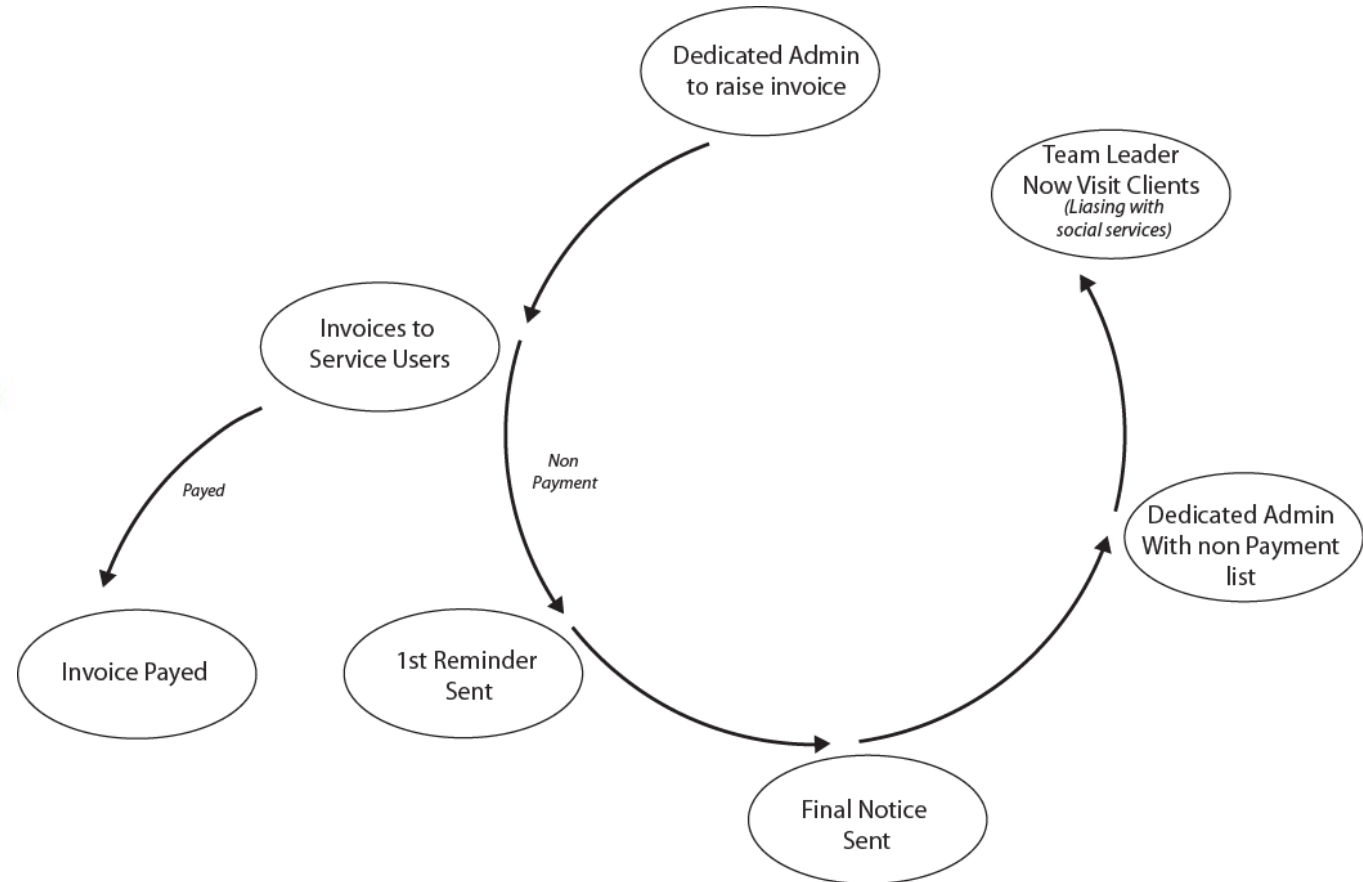 Dedicated Admin
to raise invoice
Team Leader
Now Visit Clients
(Liasing with
social services)
Invoices to
Service Users
Payed
Non
Payment
Dedicated Admin
With non Payment
list
Invoice Payed
1st Reminder
Sent
Final Notice
Sent